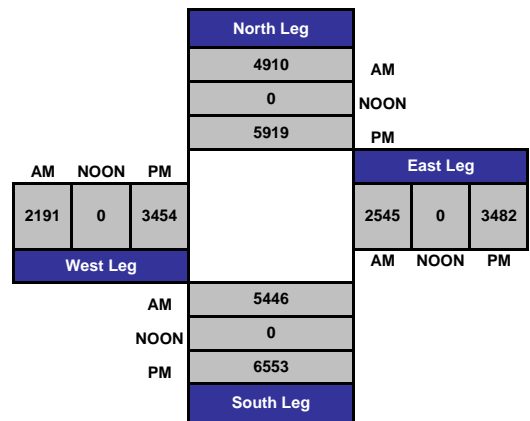 North Leg
4910 AM
0 NOON
5919 PM
AM NOON PM
East Leg
2191 0 3454
2545 0 3482
West Leg
AM NOON PM
AM 5446
NOON 0
PM 6553
South Leg